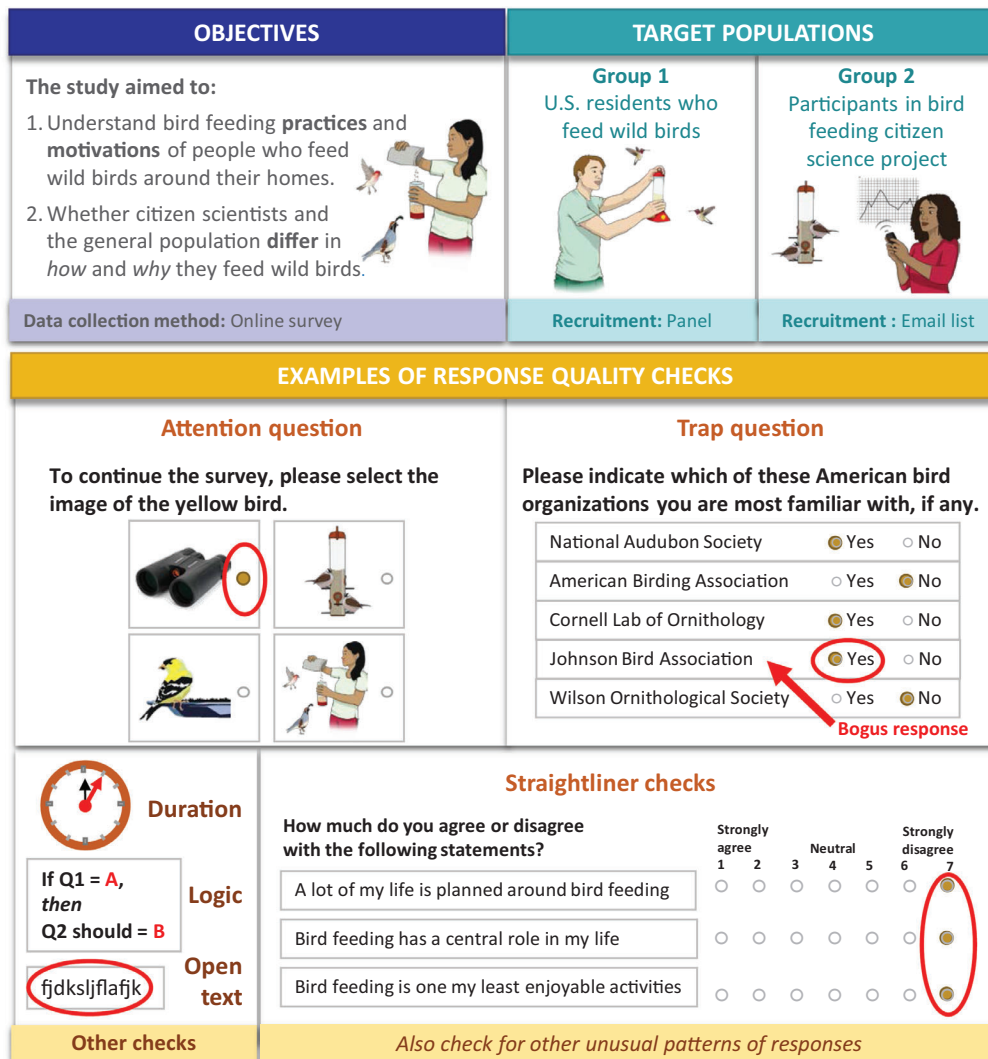 OBJECTIVES
The study aimed to:
1. Understand bird feeding practices and
motivations of people who feed
wild birds around their homes.
2. Whether citizen scientists and
the general population differ in
how and why they feed wild birds.
Data collection method: Online survey
TARGET POPULATIONS
Group 1
U.S. residents who
feed wild birds
Recruitment: Panel
Group 2
Participants in bird
feeding citizen
science project
Recruitment : Email list
EXAMPLES OF RESPONSE QUALITY CHECKS
Attention question
To continue the survey, please select the
image of the yellow bird.
Trap question
Please indicate which of these American bird
organizations you are most familiar with, if any.
National Audubon Society Yes No
American Birding Association Yes No
Cornell Lab of Ornithology Yes No
Johnson Bird Association Yes No
Wilson Ornithological Society Yes No
Bogus response
Duration
If Q1 = A,
then
Q2 should = B
Logic
fjdksljflafjk
Open
text
Other checks
Straightliner checks
How much do you agree or disagree
with the following statements?
Strongly
agree
Neutral
Strongly
disagree
1 2 3 4 5 6 7
A lot of my life is planned around bird feeding
Bird feeding has a central role in my life
Bird feeding is one my least enjoyable activities
Also check for other unusual patterns of responses